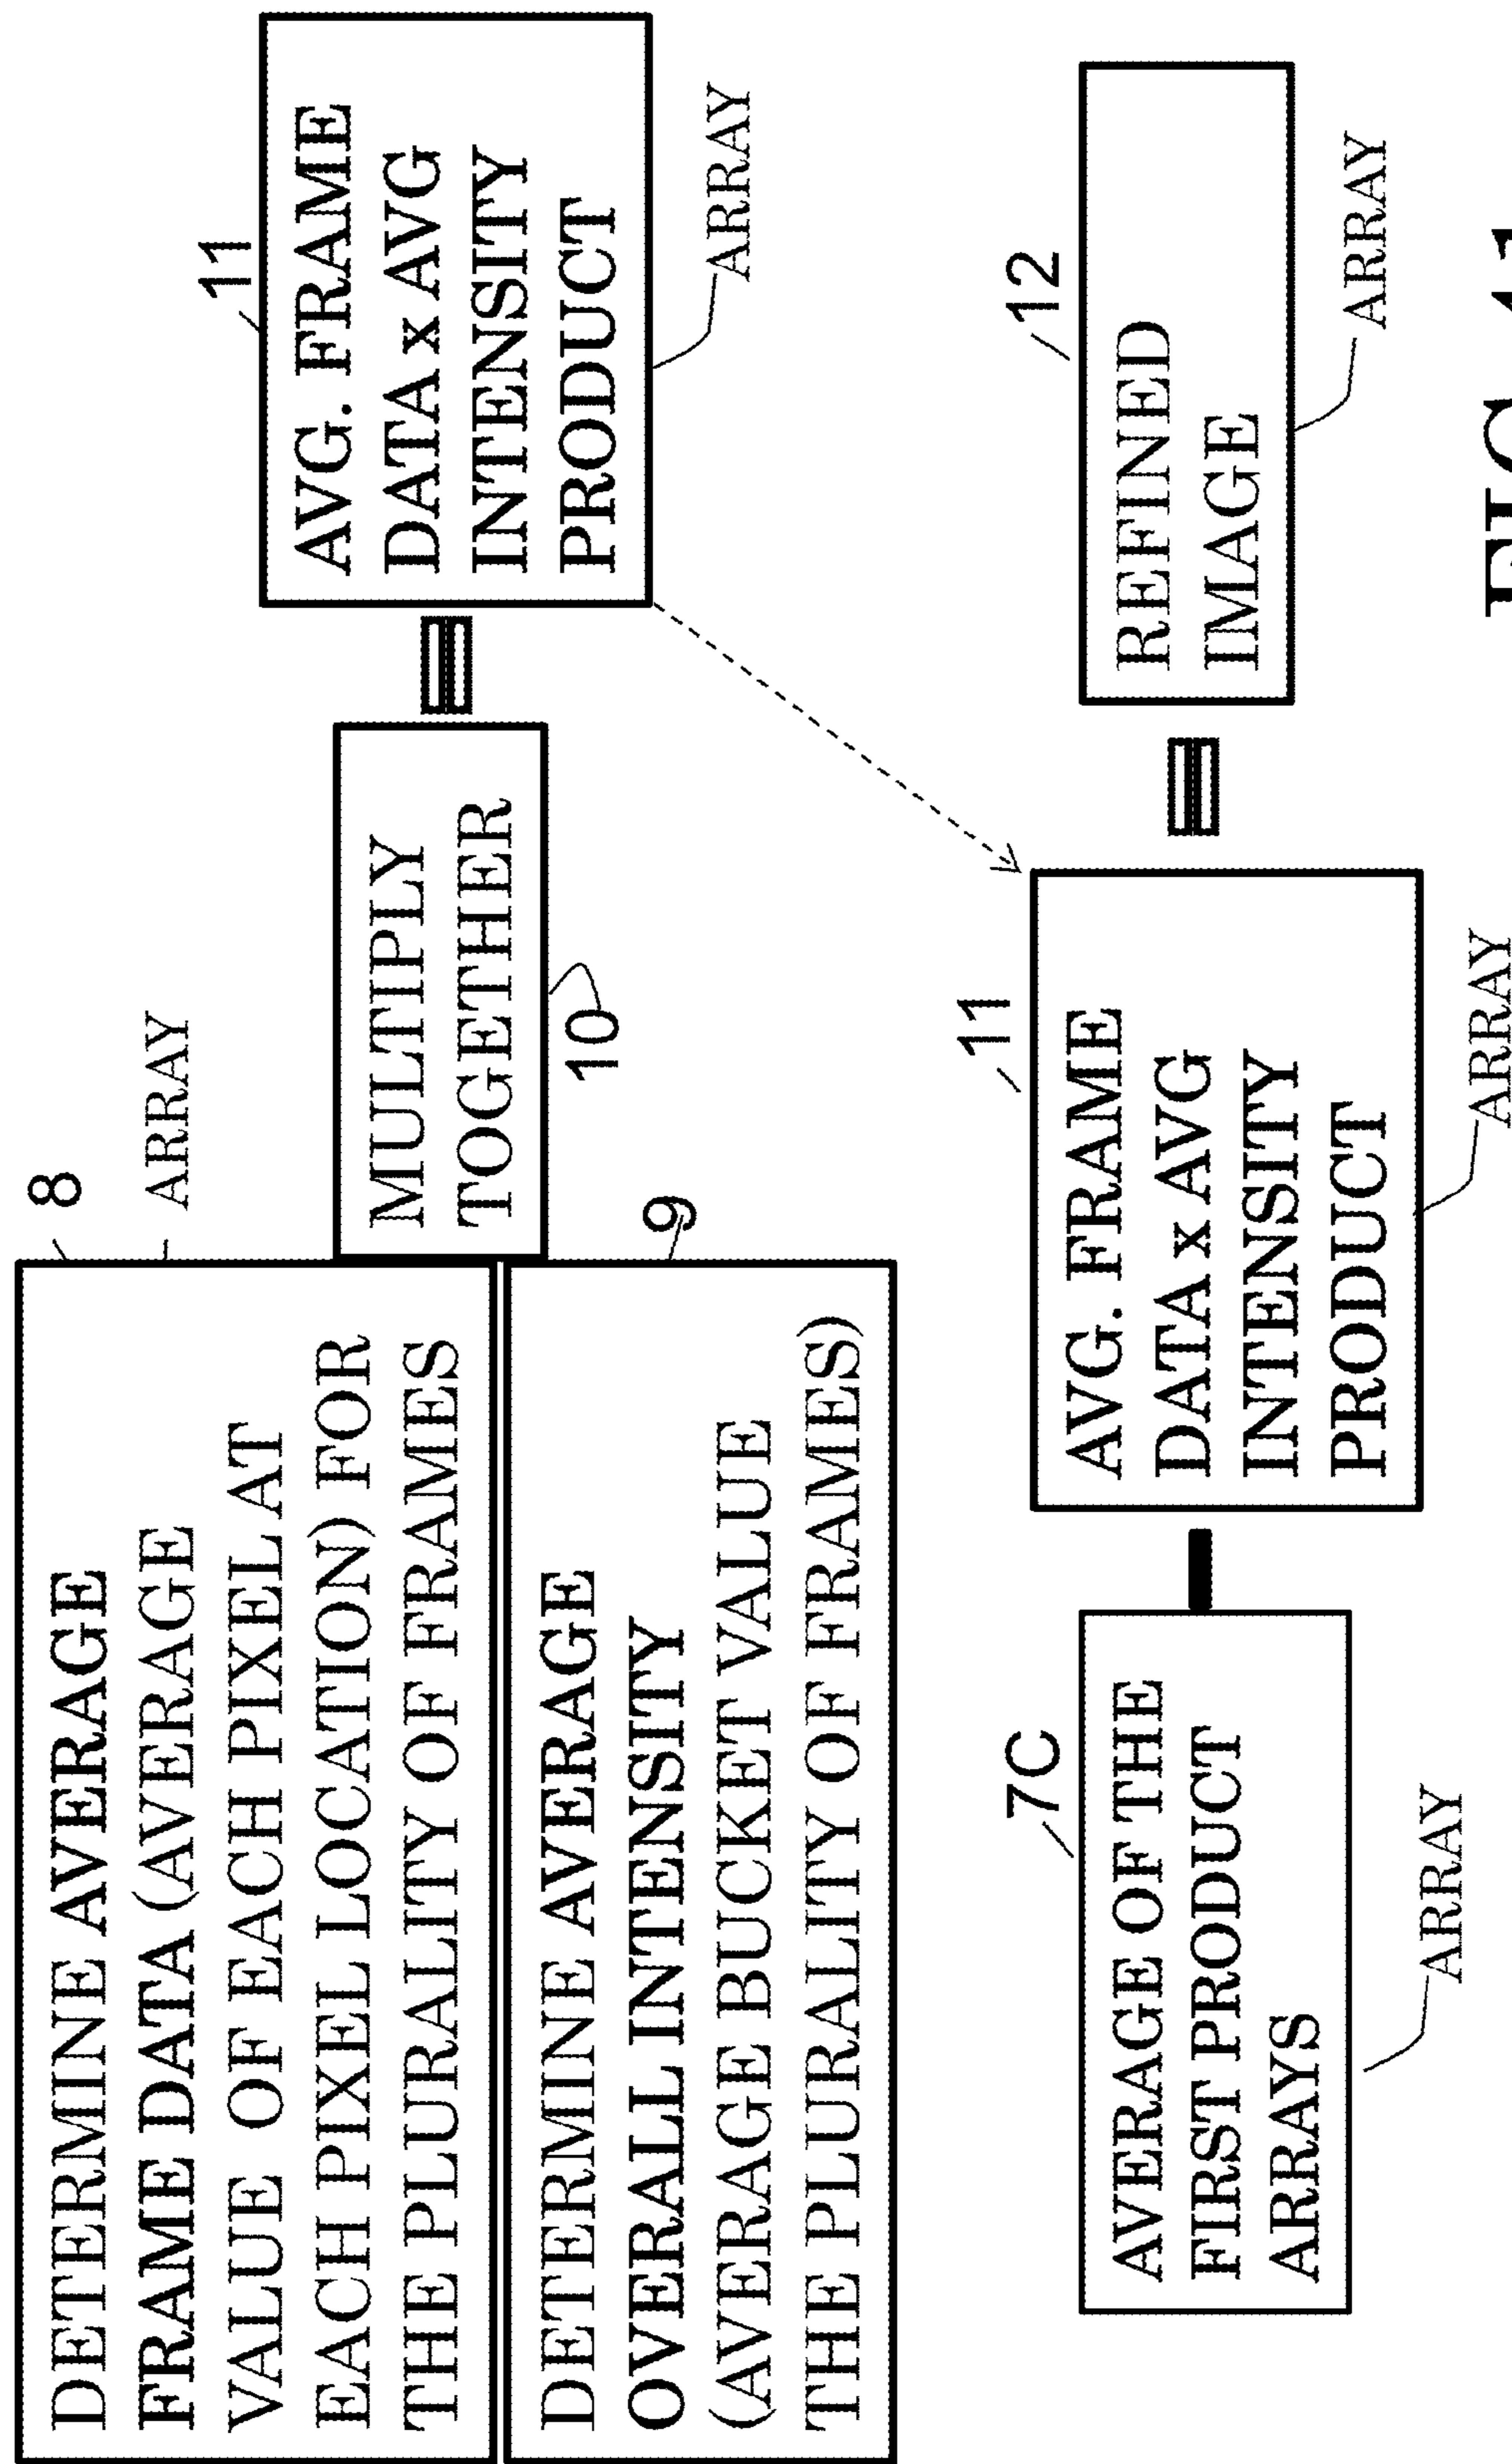 8
ARRAY
DETERMINE AVERAGE
FRAME DATA (AVERAGE
VALUE OF EACH PIXEL AT
EACH PIXEL LOCATION) FOR
THE PLURALITY OF FRAMES
9
DETERMINE AVERAGE
OVERALL INTENSITY
(AVERAGE BUCKET VALUE
THE PLURALITY OF FRAMES)
MULTIPLY
TOGETHER
10
=
11
AVG. FRAME
DATA x AVG
INTENSITY
PRODUCT
ARRAY
7C
AVERAGE OF THE
FIRST PRODUCT
ARRAYS
ARRAY
–
11
AVG. FRAME
DATA x AVG
INTENSITY
PRODUCT
ARRAY
=
12
REFINED
IMAGE
ARRAY